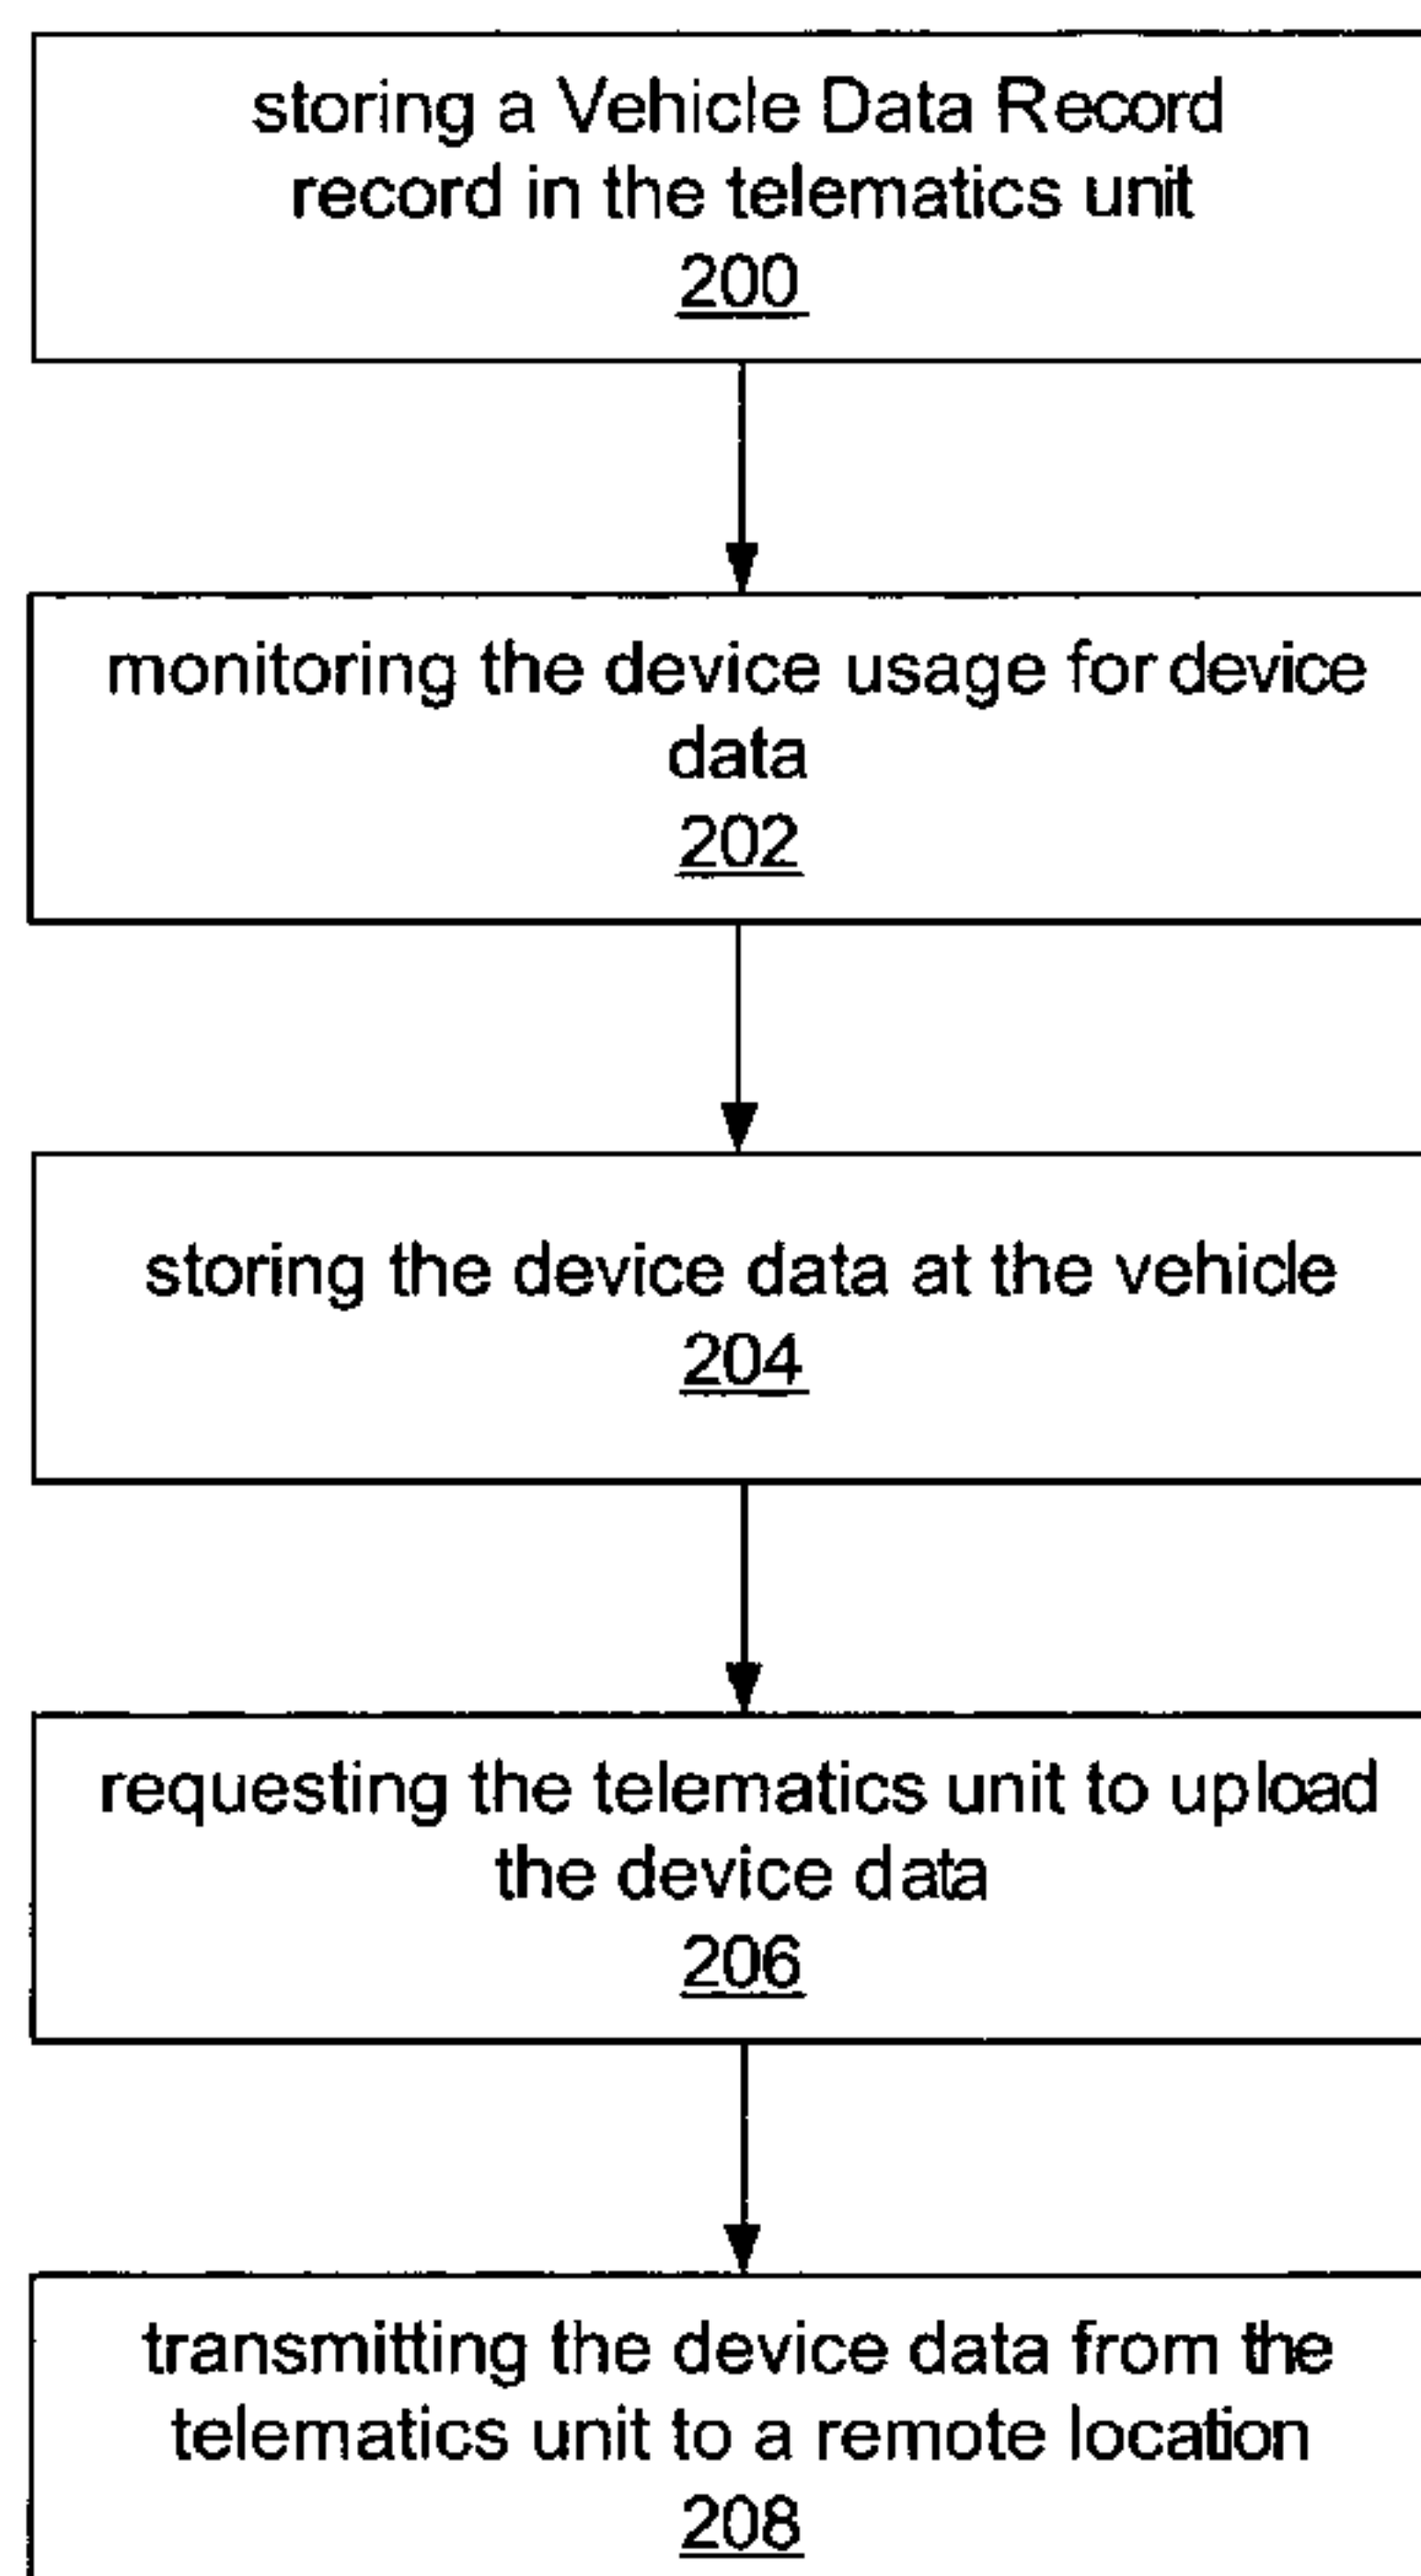 storing a Vehicle Data Record
record in the telematics unit
200
monitoring the device usage for device
data
202
storing the device data at the vehicle
204
requesting the telematics unit to upload
the device data
206
transmitting the device data from the
telematics unit to a remote location
208